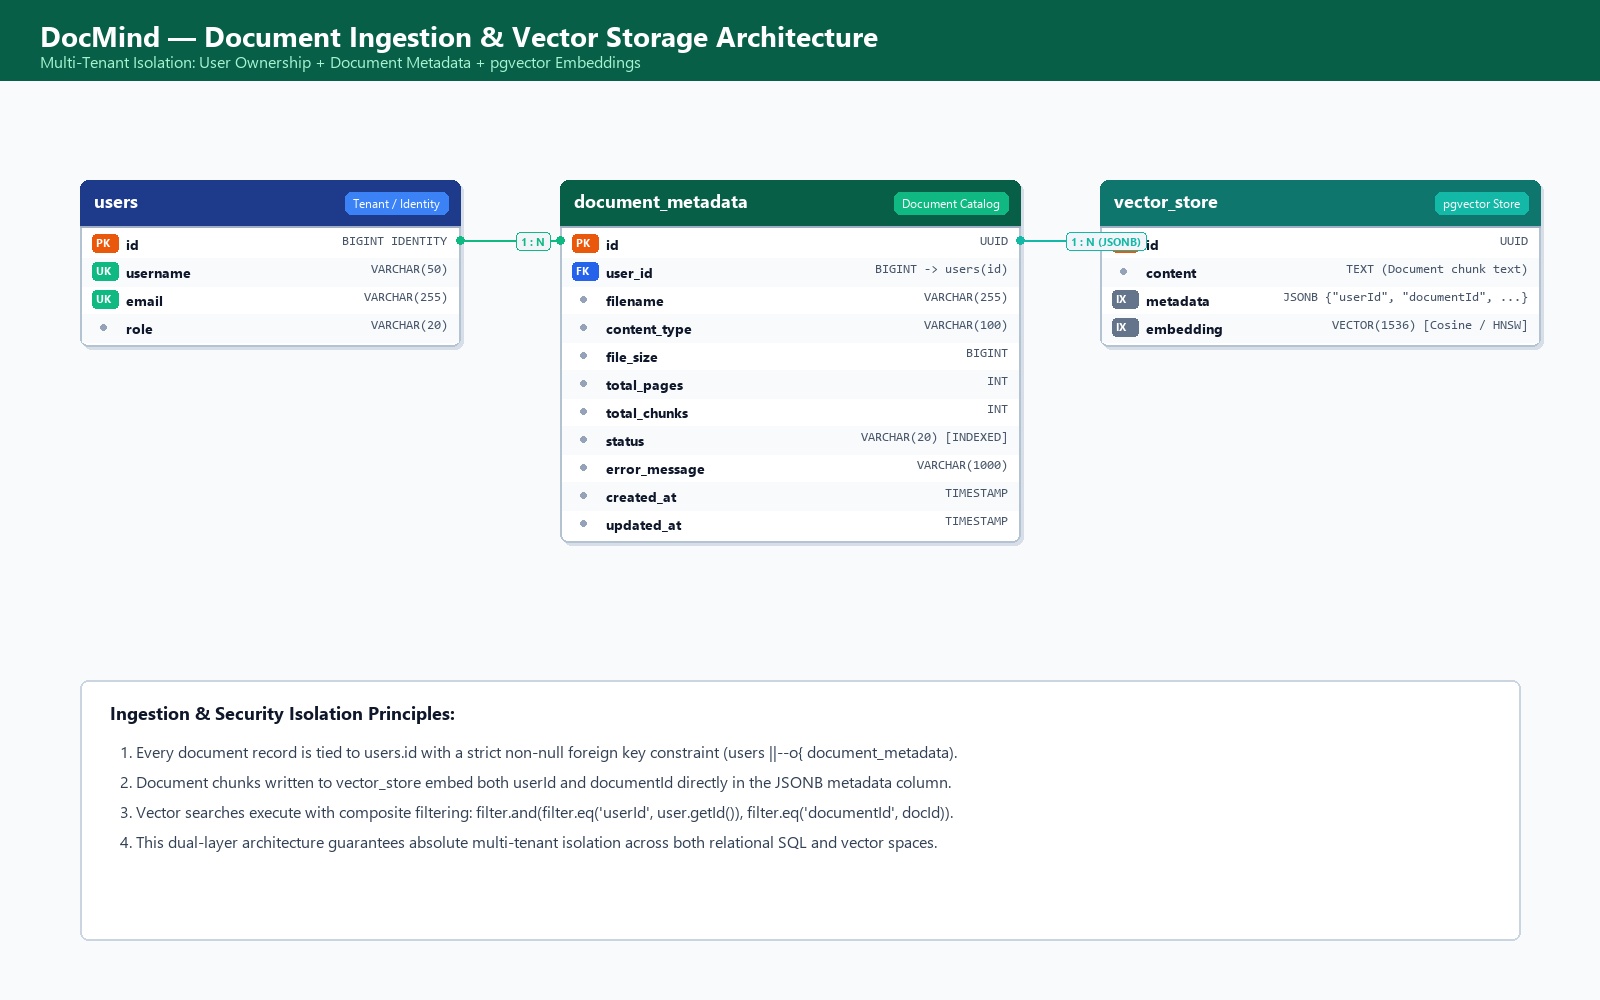 DocMind — Document Ingestion & Vector Storage Architecture
Multi-Tenant Isolation: User Ownership + Document Metadata + pgvector Embeddings
users
Tenant / Identity
PK id BIGINT IDENTITY
UK username VARCHAR(50)
UK email VARCHAR(255)
role VARCHAR(20)
1 : N
document_metadata
Document Catalog
PK id UUID
FK user_id BIGINT -> users(id)
filename VARCHAR(255)
content_type VARCHAR(100)
file_size BIGINT
total_pages INT
total_chunks INT
status VARCHAR(20) [INDEXED]
error_message VARCHAR(1000)
created_at TIMESTAMP
updated_at TIMESTAMP
1 : N (JSONB)
vector_store
pgvector Store
id UUID
content TEXT (Document chunk text)
IX metadata JSONB {"userId", "documentId", ...}
IX embedding VECTOR(1536) [Cosine / HNSW]
Ingestion & Security Isolation Principles:
1. Every document record is tied to users.id with a strict non-null foreign key constraint (users ||--o{ document_metadata).
2. Document chunks written to vector_store embed both userId and documentId directly in the JSONB metadata column.
3. Vector searches execute with composite filtering: filter.and(filter.eq('userId', user.getId()), filter.eq('documentId', docId)).
4. This dual-layer architecture guarantees absolute multi-tenant isolation across both relational SQL and vector spaces.